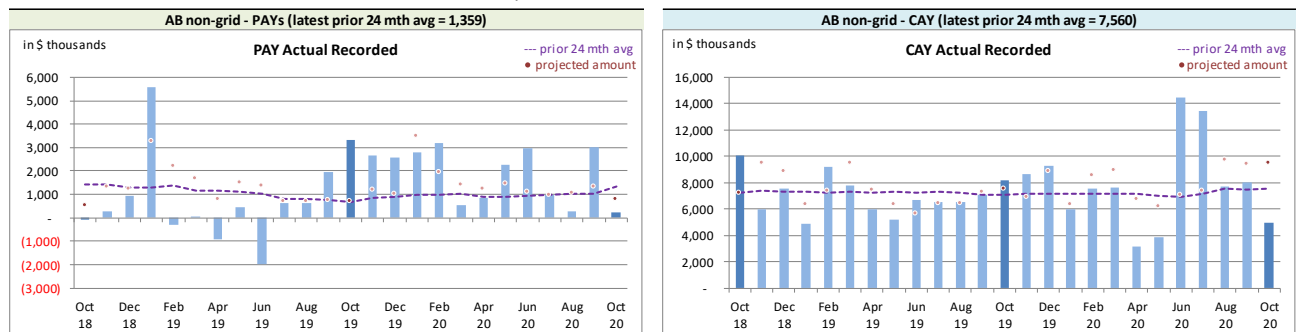 AB non-grid - PAYs (latest prior 24 mth avg = 1,359)
in $ thousands
PAY Actual Recorded
--- prior 24 mth avg
• projected amount
6,000
5,000
4,000
3,000
2,000
1,000
-
(1,000)
(2,000)
(3,000)
Oct Dec Feb Apr Jun Aug Oct Dec Feb Apr Jun Aug Oct
18 18 19 19 19 19 19 19 20 20 20 20 20
AB non-grid - CAY (latest prior 24 mth avg = 7,560)
in $ thousands
CAY Actual Recorded
--- prior 24 mth avg
• projected amount
16,000
14,000
12,000
10,000
8,000
6,000
4,000
2,000
-
Oct Dec Feb Apr Jun Aug Oct Dec Feb Apr Jun Aug Oct
18 18 19 19 19 19 19 19 20 20 20 20 20